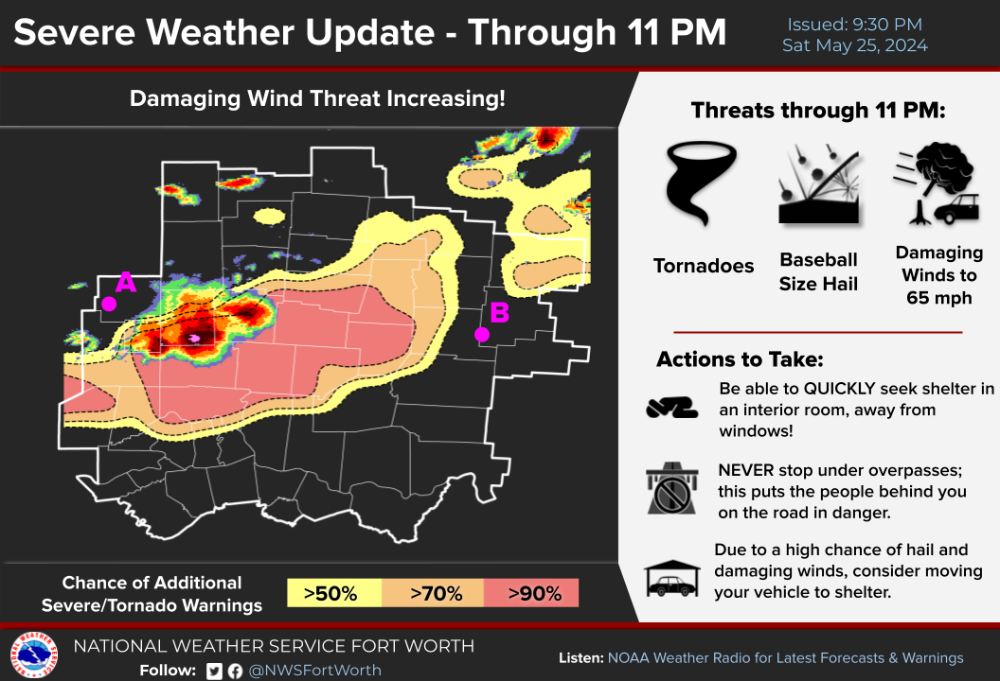 Severe Weather Update - Through 11 PM
Issued: 9:30 PM
Sat May 25, 2024
Damaging Wind Threat Increasing!
A
B
Chance of Additional
Severe/Tornado Warnings
>50%
>70%
>90%
Threats through 11 PM:
Tornadoes
Baseball
Size Hail
Damaging
Winds to
65 mph
Actions to Take:
Be able to QUICKLY seek shelter in
an interior room, away from
windows!
NEVER stop under overpasses;
this puts the people behind you
on the road in danger.
Due to a high chance of hail and
damaging winds, consider moving
your vehicle to shelter.
NATIONAL WEATHER SERVICE
NATIONAL WEATHER SERVICE FORT WORTH
Follow: @NWSFortWorth
Listen: NOAA Weather Radio for Latest Forecasts & Warnings